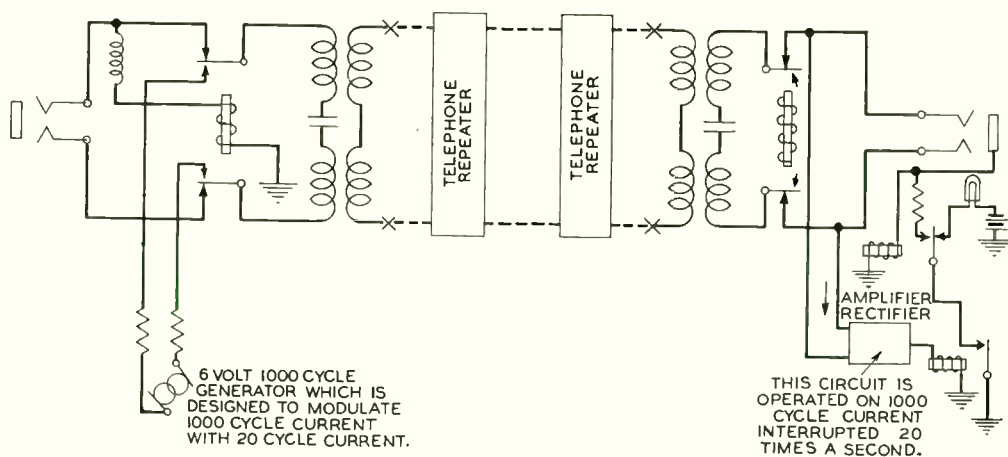 TELEPHONE
REPEATER
TELEPHONE
REPEATER
AMPLIFIER
RECTIFIER
6 VOLT 1000 CYCLE
GENERATOR WHICH IS
DESIGNED TO MODULATE
1000 CYCLE CURRENT
WITH 20 CYCLE CURRENT.
THIS CIRCUIT IS
OPERATED ON 1000
CYCLE CURRENT
INTERRUPTED 20
TIMES A SECOND.